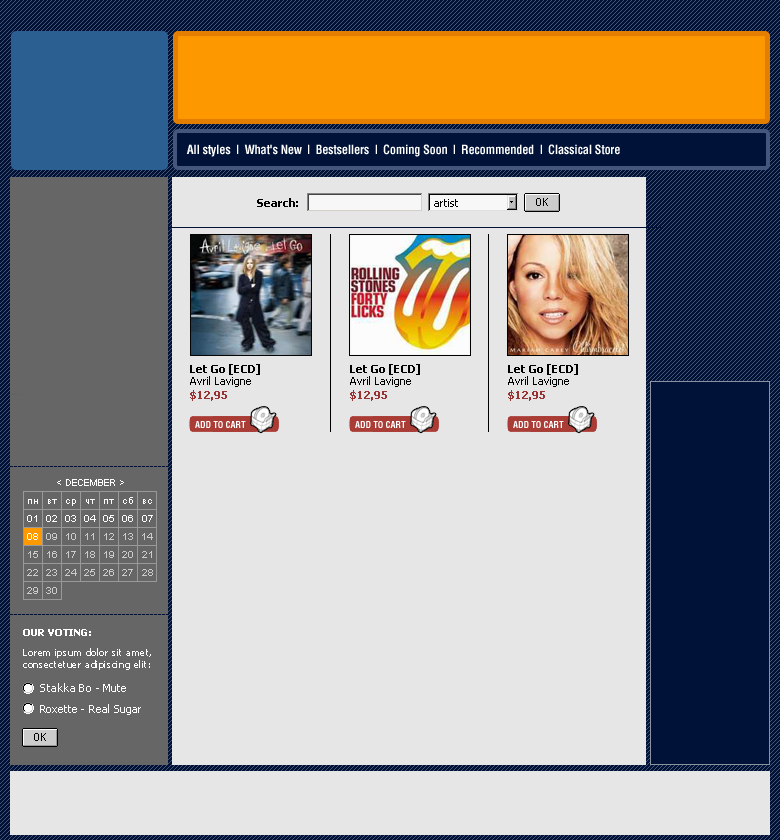 All styles | What's New | Bestsellers | Coming Soon | Recommended | Classical Store
Search: artist OK
Avril Lavigne Let Go
ROLLING
STONES
FORTY
LICKS
MARIAH CAREY Charmbracelet
Let Go [ECD]
Avril Lavigne
$12,95
ADD TO CART
Let Go [ECD]
Avril Lavigne
$12,95
ADD TO CART
Let Go [ECD]
Avril Lavigne
$12,95
ADD TO CART
< DECEMBER >
пн вт ср чт пт сб вс
01 02 03 04 05 06 07
08 09 10 11 12 13 14
15 16 17 18 19 20 21
22 23 24 25 26 27 28
29 30
OUR VOTING:
Lorem ipsum dolor sit amet,
consectetuer adipiscing elit:
Stakka Bo - Mute
Roxette - Real Sugar
OK